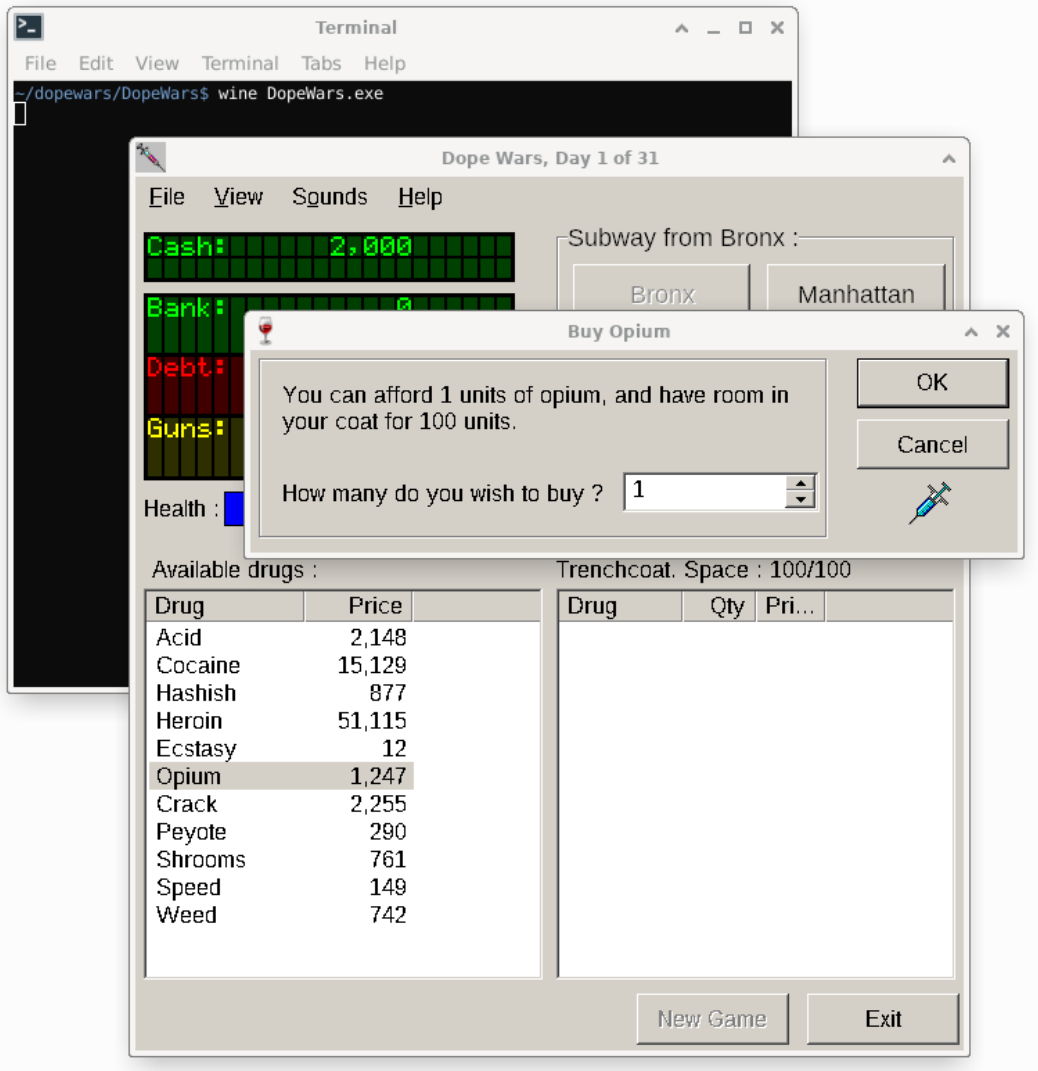 Terminal
File Edit View Terminal Tabs Help
~/dopewars/DopeWars$ wine DopeWars.exe
Dope Wars, Day 1 of 31
File View Sounds Help
Cash: 2,000
Subway from Bronx :
Bronx Manhattan
Bank: 0
Debt:
Guns:
Health :
Buy Opium
You can afford 1 units of opium, and have room in
your coat for 100 units.
How many do you wish to buy ? 1
OK
Cancel
Available drugs :
Drug Price
Acid 2,148
Cocaine 15,129
Hashish 877
Heroin 51,115
Ecstasy 12
Opium 1,247
Crack 2,255
Peyote 290
Shrooms 761
Speed 149
Weed 742
Trenchcoat. Space : 100/100
Drug Qty Pri...
New Game Exit